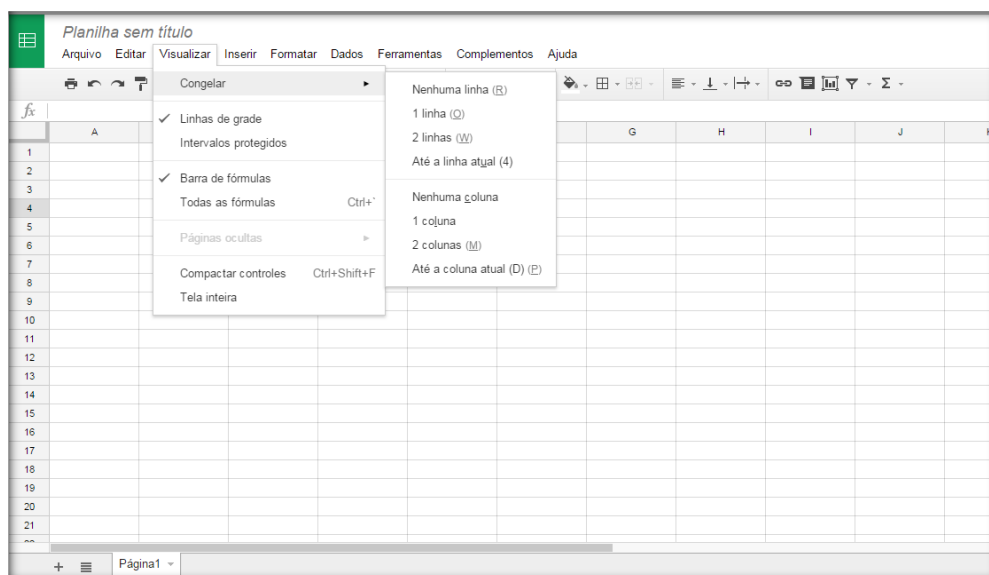 Planilha sem título
Arquivo Editar Visualizar Inserir Formatar Dados Ferramentas Complementos Ajuda
Congelar ►
Nenhuma linha (R)
1 linha (O)
2 linhas (W)
Até a linha atual (4)
Nenhuma coluna
1 coluna
2 colunas (M)
Até a coluna atual (D) (P)
✓ Linhas de grade
Intervalos protegidos
✓ Barra de fórmulas
Todas as fórmulas Ctrl+`
Páginas ocultas ►
Compactar controles Ctrl+Shift+F
Tela inteira
fx
A G H I J
1
2
3
4
5
6
7
8
9
10
11
12
13
14
15
16
17
18
19
20
21
+ Página1